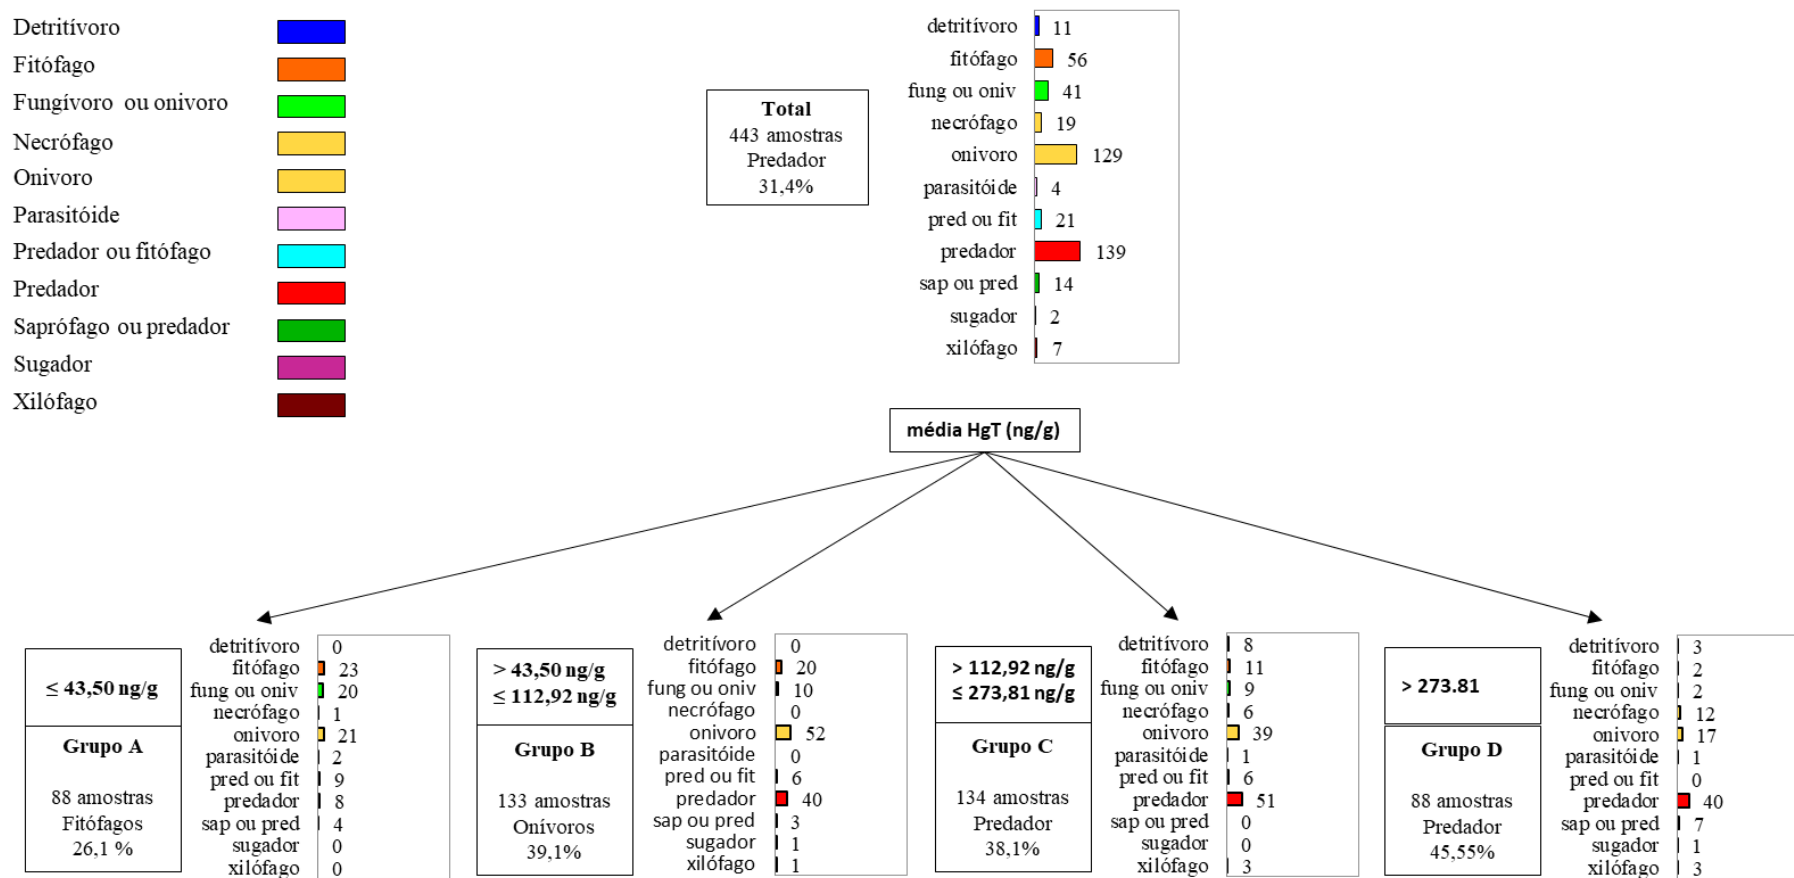 Detritívoro
Fitófago
Fungívoro ou onivoro
Necrófago
Onivoro
Parasitóide
Predador ou fitófago
Predador
Saprófago ou predador
Sugador
Xilófago
Total
443 amostras
Predador
31,4%
detritívoro 11
fitófago 56
fung ou oniv 41
necrófago 19
onivoro 129
parasitóide 4
pred ou fit 21
predador 139
sap ou pred 14
sugador 2
xilófago 7
média HgT (ng/g)
≤ 43,50 ng/g
Grupo A
88 amostras
Fitófagos
26,1 %
detritívoro 0
fitófago 23
fung ou oniv 20
necrófago 1
onivoro 21
parasitóide 2
pred ou fit 9
predador 8
sap ou pred 4
sugador 0
xilófago 0
> 43,50 ng/g
≤ 112,92 ng/g
Grupo B
133 amostras
Onívoros
39,1%
detritívoro 0
fitófago 20
fung ou oniv 10
necrófago 0
onivoro 52
parasitóide 0
pred ou fit 6
predador 40
sap ou pred 3
sugador 1
xilófago 1
> 112,92 ng/g
≤ 273,81 ng/g
Grupo C
134 amostras
Predador
38,1%
detritívoro 8
fitófago 11
fung ou oniv 9
necrófago 6
onivoro 39
parasitóide 1
pred ou fit 6
predador 51
sap ou pred 0
sugador 0
xilófago 3
> 273.81
Grupo D
88 amostras
Predador
45,55%
detritívoro 3
fitófago 2
fung ou oniv 2
necrófago 12
onivoro 17
parasitóide 1
pred ou fit 0
predador 40
sap ou pred 7
sugador 1
xilófago 3